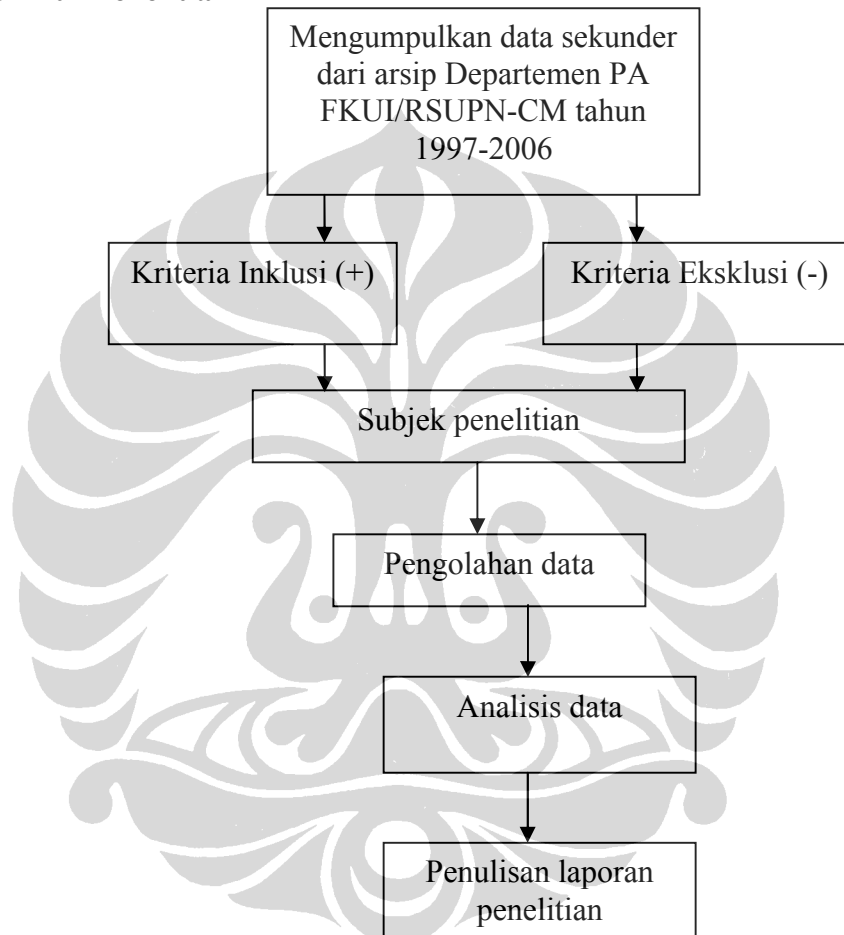 Mengumpulkan data sekunder
dari arsip Departemen PA
FKUI/RSUPN-CM tahun
1997-2006
Kriteria Inklusi (+)
Kriteria Eksklusi (-)
Subjek penelitian
Pengolahan data
Analisis data
Penulisan laporan
penelitian